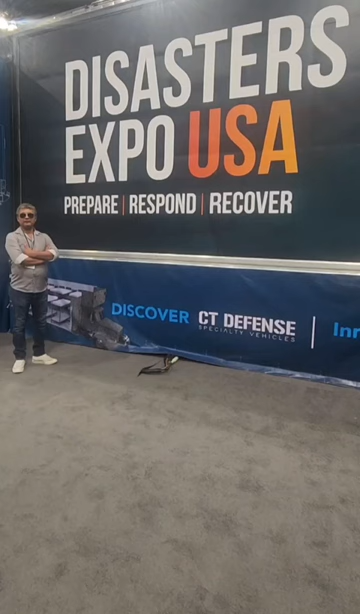 DISASTERS
EXPO USA
PREPARE | RESPOND | RECOVER
DISCOVER CT DEFENSE |
SPECIALTY VEHICLES